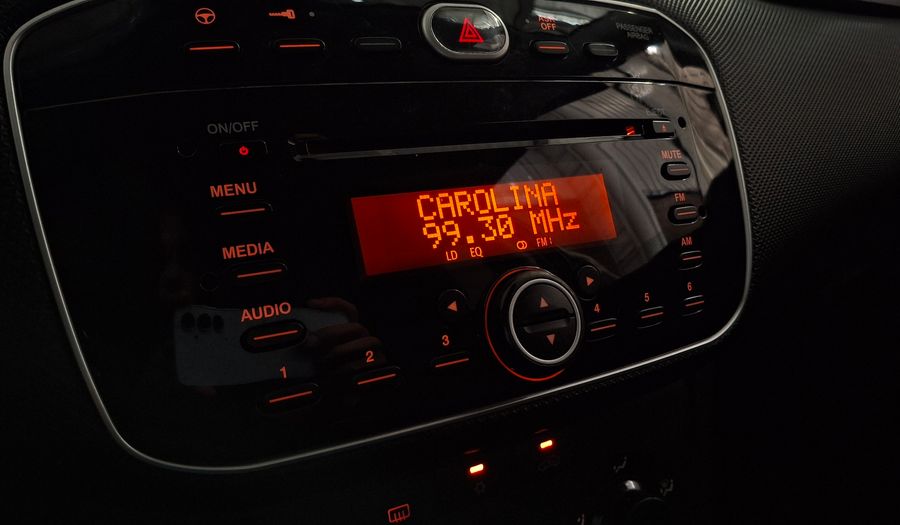 ASR
OFF
PASSENGER
AIRBAG
ON/OFF
MUTE
MENU
CAROLINA
99.30 MHz
LD EQ FM
FM
MEDIA
AM
AUDIO
1
2
3
4
5
6